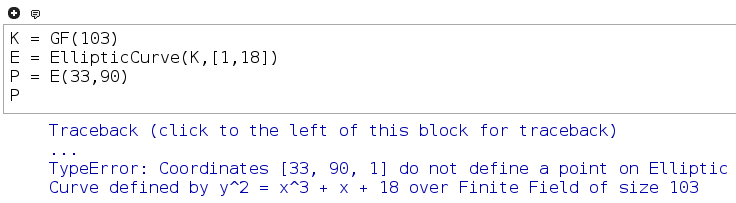 K = GF(103)
E = EllipticCurve(K,[1,18])
P = E(33,90)
P
Traceback (click to the left of this block for traceback)
...
TypeError: Coordinates [33, 90, 1] do not define a point on Elliptic
Curve defined by y^2 = x^3 + x + 18 over Finite Field of size 103